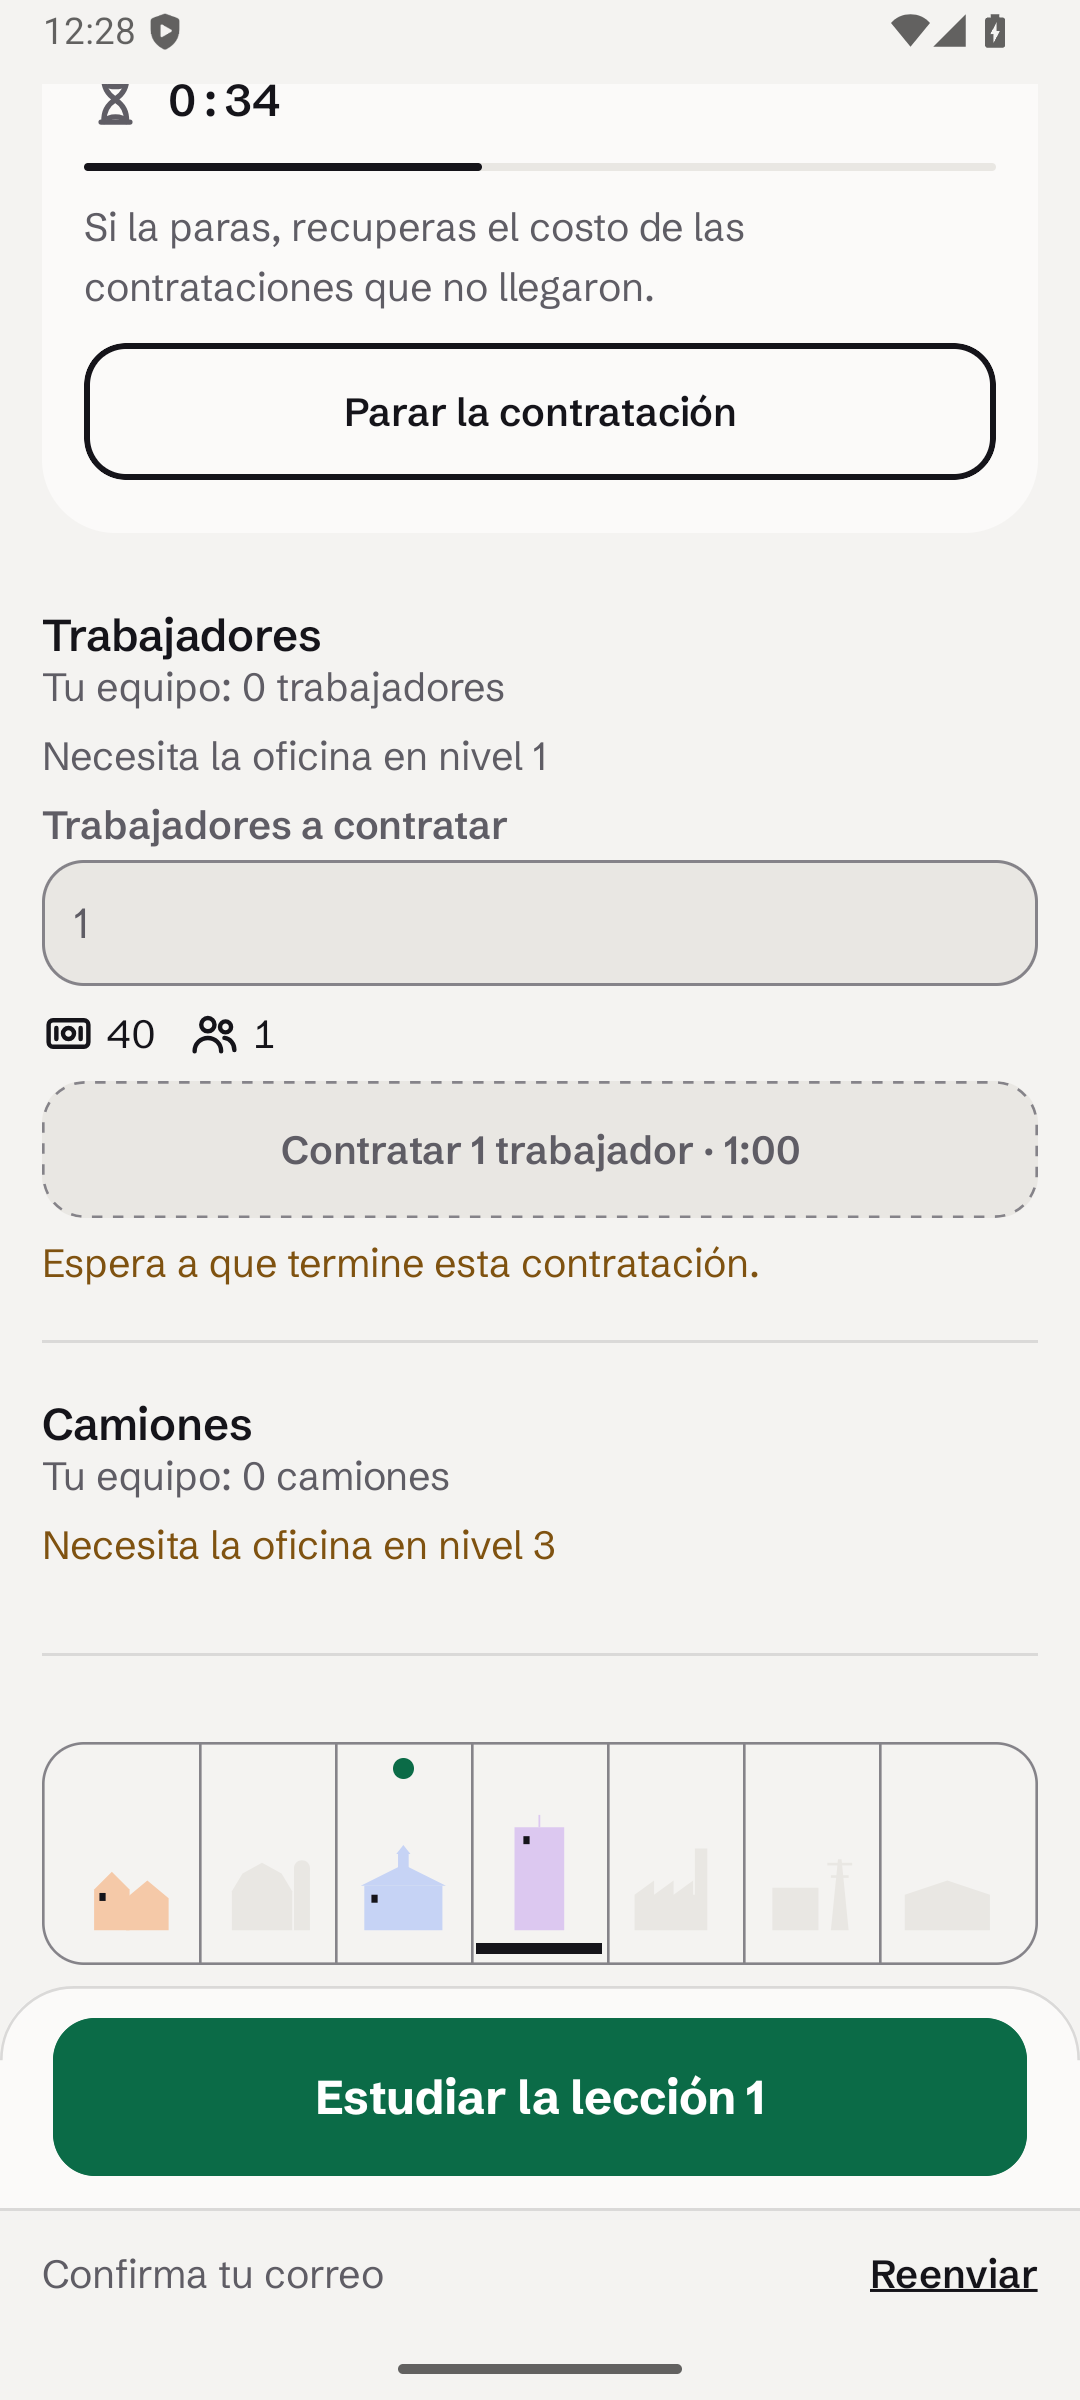 12:28
0:34
Si la paras, recuperas el costo de las
contrataciones que no llegaron.
Parar la contratación
Trabajadores
Tu equipo: 0 trabajadores
Necesita la oficina en nivel 1
Trabajadores a contratar
1
40 1
Contratar 1 trabajador · 1:00
Espera a que termine esta contratación.
Camiones
Tu equipo: 0 camiones
Necesita la oficina en nivel 3
Estudiar la lección 1
Confirma tu correo Reenviar